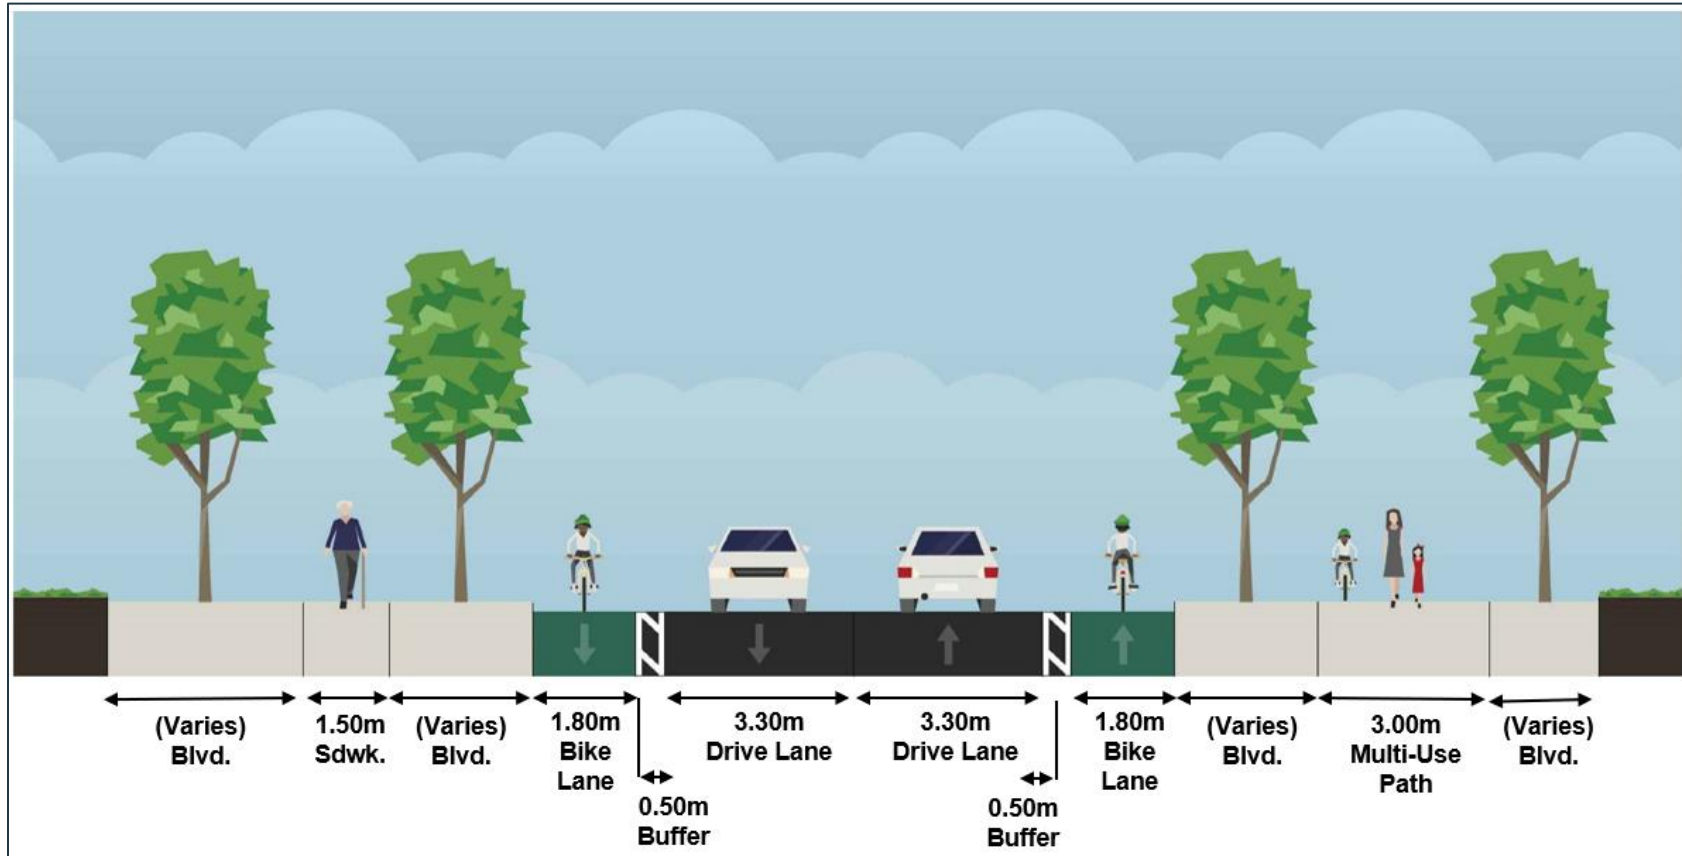 (Varies)
Blvd.
1.50m
Sdwk.
(Varies)
Blvd.
1.80m
Bike
Lane
0.50m
Buffer
3.30m
Drive Lane
3.30m
Drive Lane
0.50m
Buffer
1.80m
Bike
Lane
(Varies)
Blvd.
3.00m
Multi-Use
Path
(Varies)
Blvd.